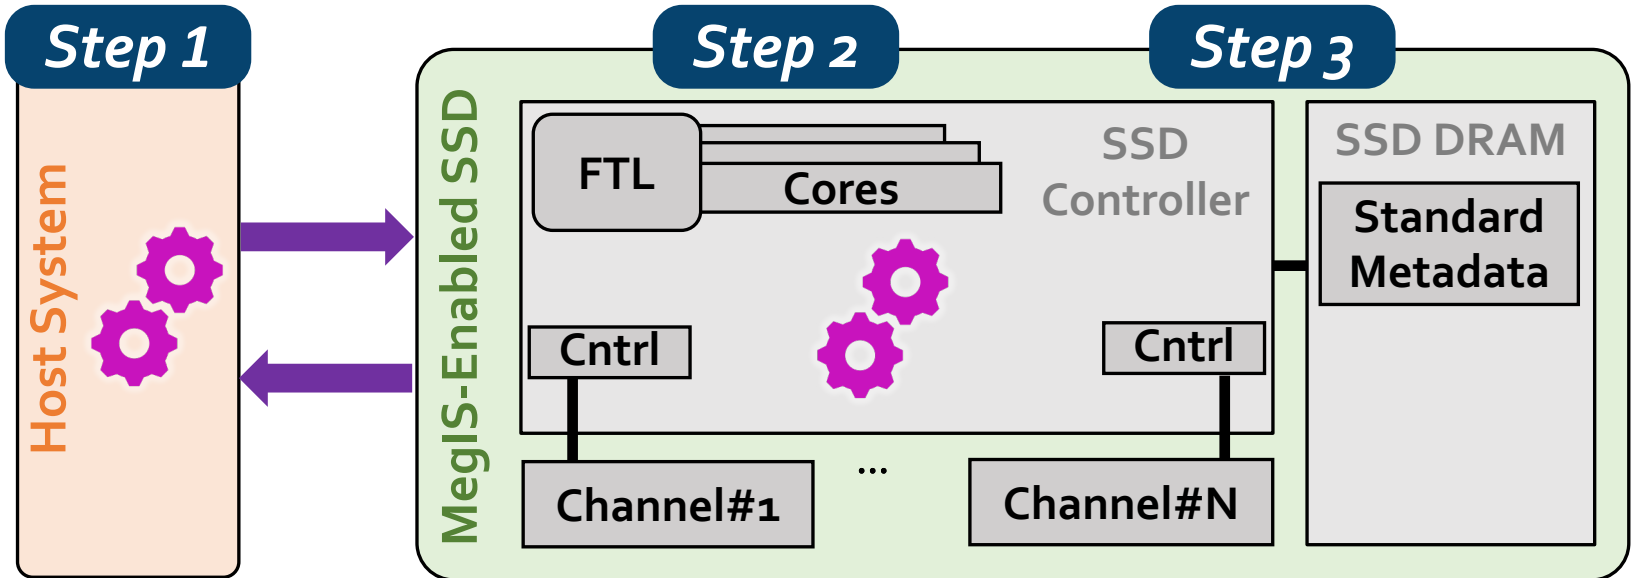 Step 1
Step 2
Step 3
Host System
MegIS-Enabled SSD
FTL
Cores
SSD
Controller
SSD DRAM
Standard
Metadata
Cntrl
Cntrl
Channel#1
...
Channel#N